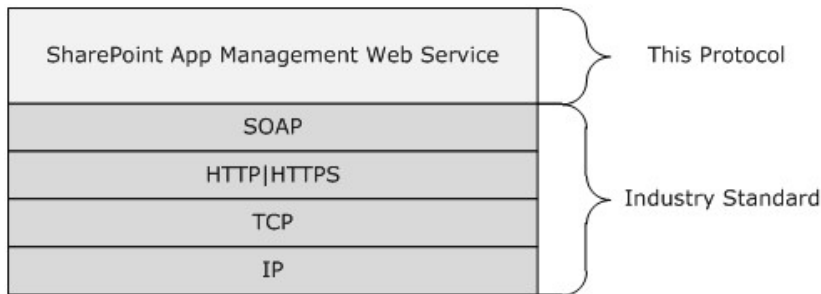 SharePoint App Management Web Service
This Protocol
SOAP
HTTP|HTTPS
TCP
IP
Industry Standard